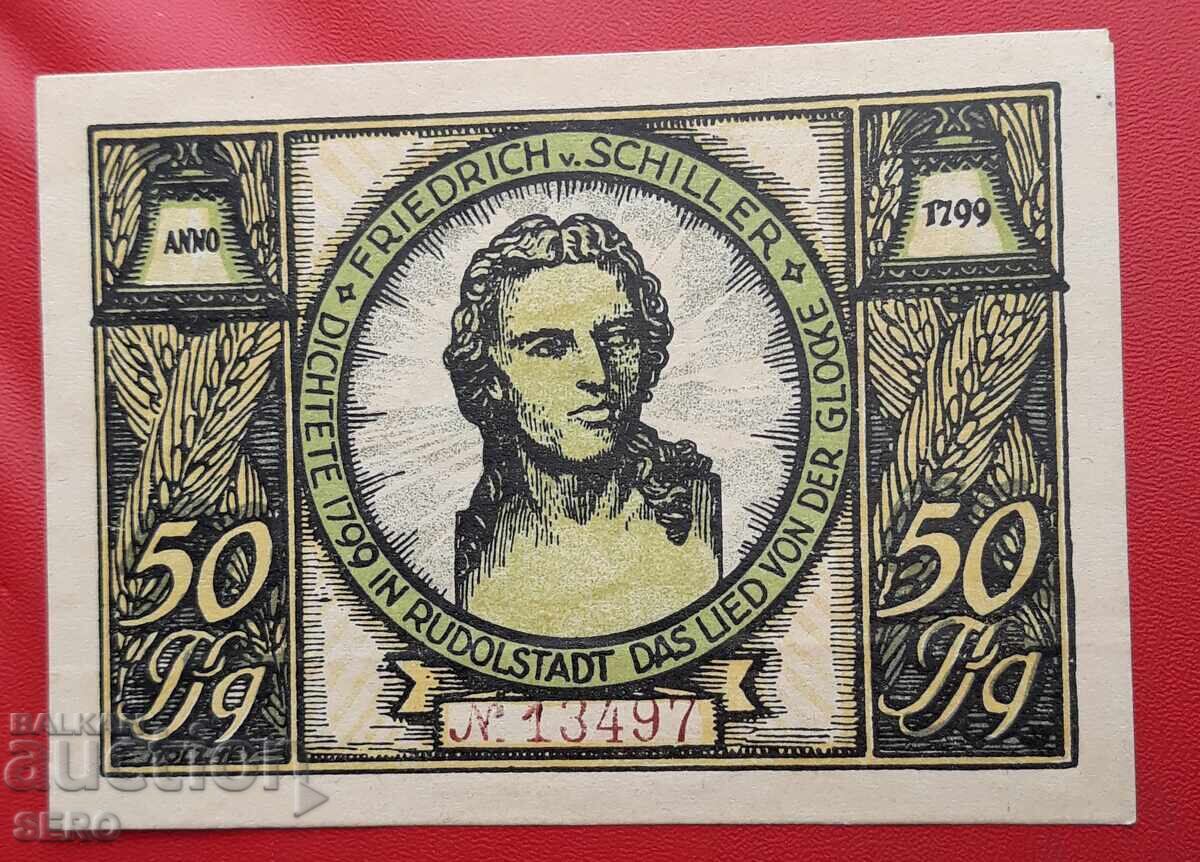 ANNO
1799
✦ FRIEDRICH v. SCHILLER ✦
DICHTETE 1799 IN RUDOLSTADT DAS LIED VON DER GLOCKE
50
Pfg
50
Pfg
№ 13497
BALKAN
auction
SERO